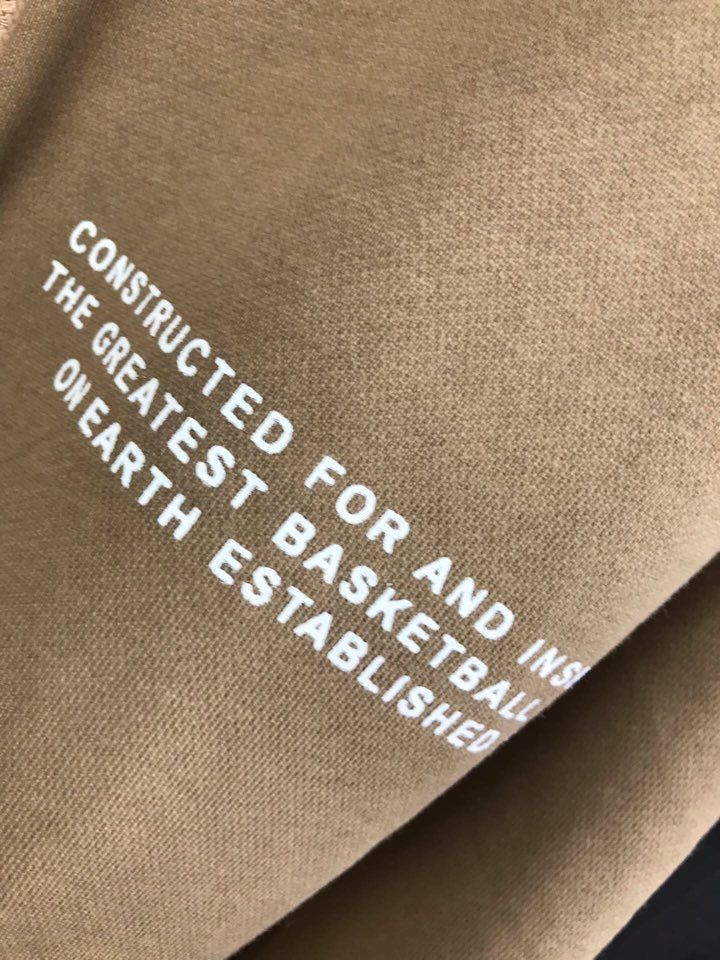 CONSTRUCTED FOR AND
THE GREATEST BASKETBALL
ON EARTH ESTABLISHED